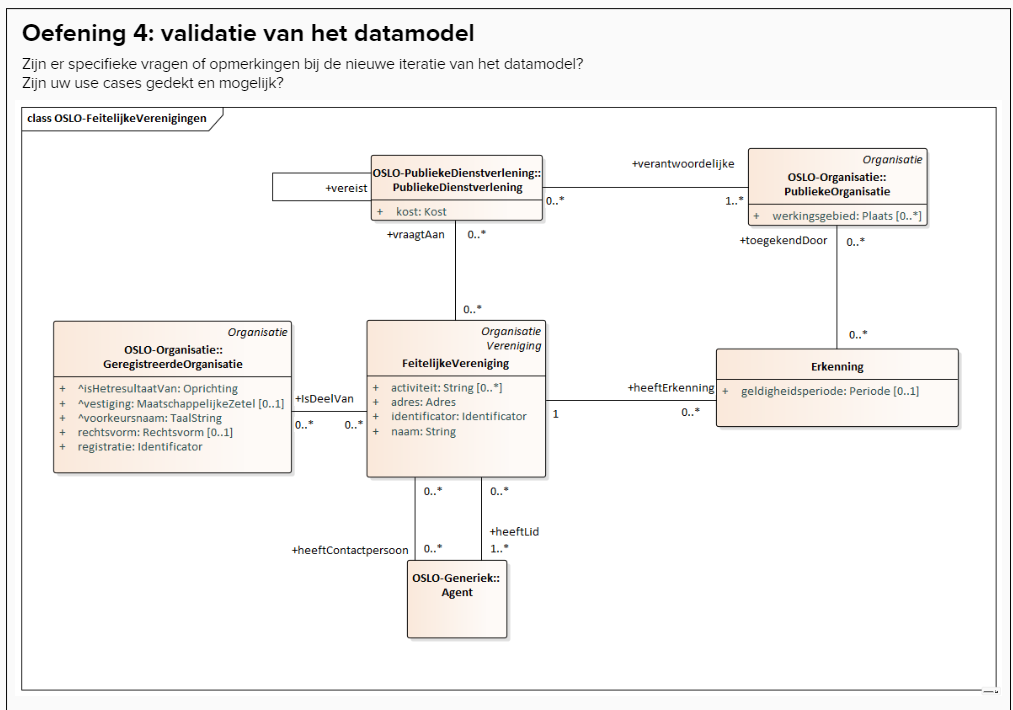 Oefening 4: validatie van het datamodel
Zijn er specifieke vragen of opmerkingen bij de nieuwe iteratie van het datamodel?
Zijn uw use cases gedekt en mogelijk?
class OSLO-FeitelijkeVerenigingen
OSLO-PubliekeDienstverlening::
PubliekeDienstverlening
+ kost: Kost
+vereist
+verantwoordelijke
0..*
1..*
Organisatie
OSLO-Organisatie::
PubliekeOrganisatie
+ werkingsgebied: Plaats [0..*]
+vraagtAan
0..*
+toegekendDoor
0..*
0..*
0..*
Organisatie
OSLO-Organisatie::
GeregistreerdeOrganisatie
+ ^isHetresultaatVan: Oprichting
+ ^vestiging: MaatschappelijkeZetel [0..1]
+ ^voorkeursnaam: TaalString
+ rechtsvorm: Rechtsvorm [0..1]
+ registratie: Identificator
+IsDeelVan
0..*
0..*
Organisatie
Vereniging
FeitelijkeVereniging
+ activiteit: String [0..*]
+ adres: Adres
+ identificator: Identificator
+ naam: String
+heeftErkenning
1
0..*
Erkenning
+ geldigheidsperiode: Periode [0..1]
0..*
0..*
+heeftLid
+heeftContactpersoon
0..*
1..*
OSLO-Generiek::
Agent